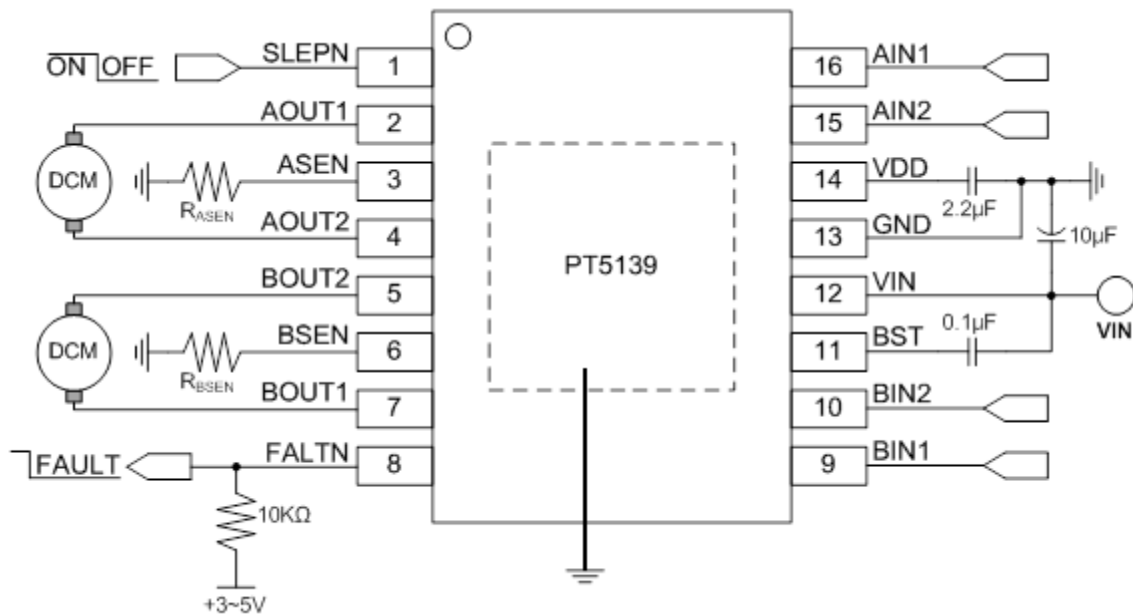 SLEPN
ON OFF
1
16
AIN1
AOUT1
2
15
AIN2
DCM
ASEN
3
14
VDD
R_ASEN
2.2µF
AOUT2
4
13
GND
10µF
PT5139
BOUT2
5
12
VIN
VIN
DCM
BSEN
6
11
BST
0.1µF
R_BSEN
BOUT1
7
10
BIN2
FAULT
FALTN
8
9
BIN1
10KΩ
+3~5V